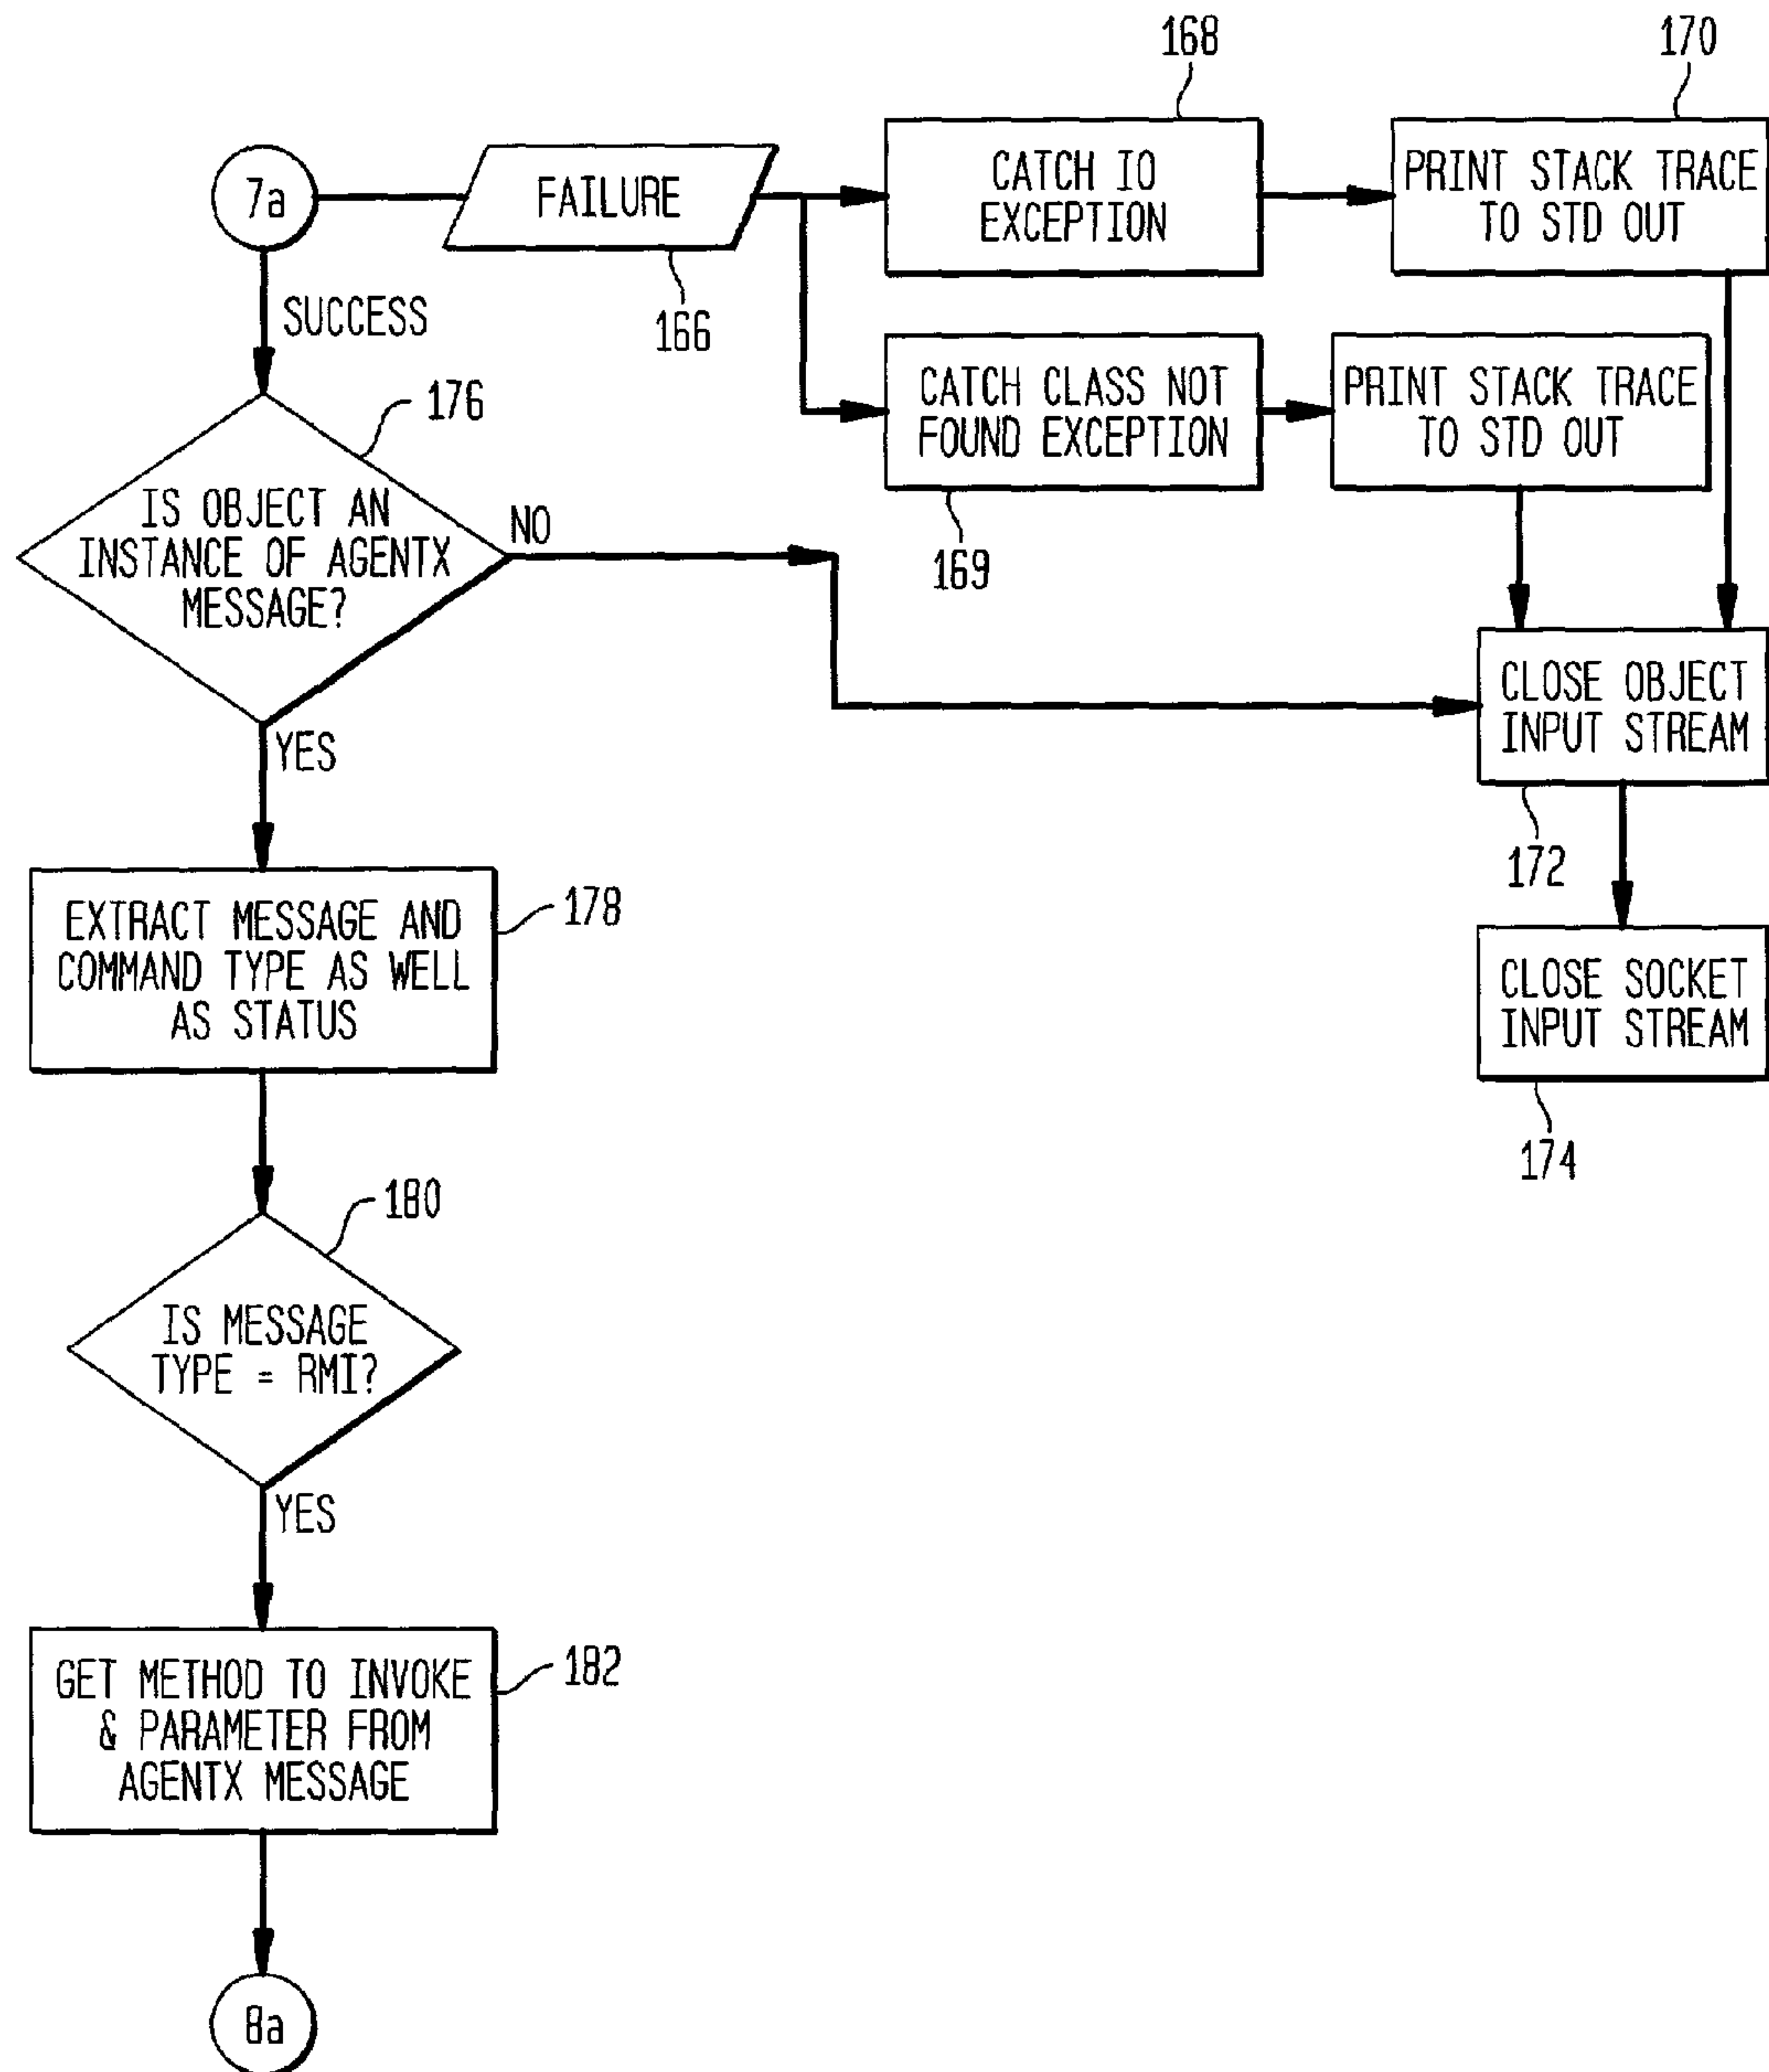 168
170
7a
FAILURE
CATCH IO
EXCEPTION
PRINT STACK TRACE
TO STD OUT
SUCCESS
166
176
CATCH CLASS NOT
FOUND EXCEPTION
PRINT STACK TRACE
TO STD OUT
IS OBJECT AN
INSTANCE OF AGENTX
MESSAGE?
NO
169
CLOSE OBJECT
INPUT STREAM
YES
172
EXTRACT MESSAGE AND
COMMAND TYPE AS WELL
AS STATUS
178
CLOSE SOCKET
INPUT STREAM
174
180
IS MESSAGE
TYPE = RMI?
YES
GET METHOD TO INVOKE
& PARAMETER FROM
AGENTX MESSAGE
182
8a